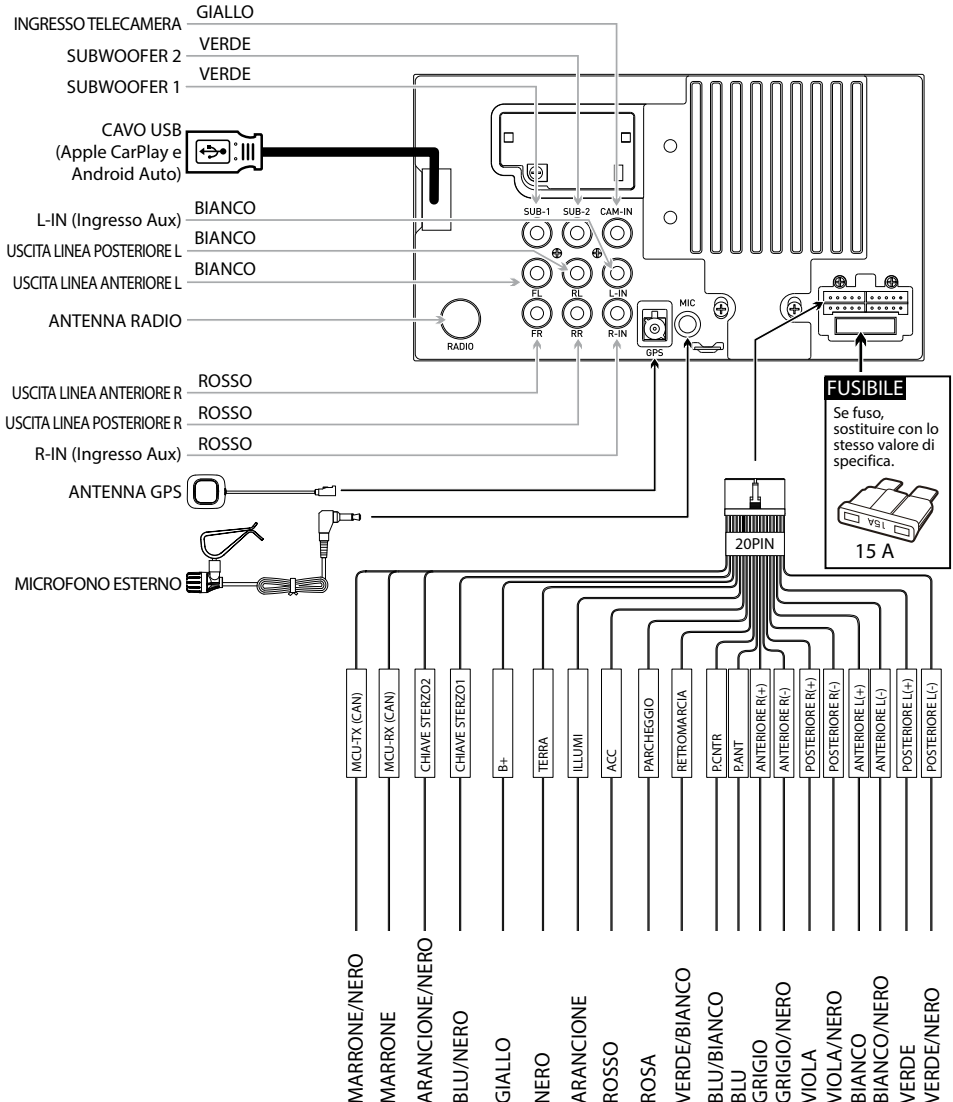 INGRESSO TELECAMERA GIALLO
SUBWOOFER 2 VERDE
SUBWOOFER 1 VERDE
CAVO USB
(Apple CarPlay e
Android Auto)
L-IN (Ingresso Aux) BIANCO
USCITA LINEA POSTERIORE L BIANCO
USCITA LINEA ANTERIORE L BIANCO
ANTENNA RADIO
USCITA LINEA ANTERIORE R ROSSO
USCITA LINEA POSTERIORE R ROSSO
R-IN (Ingresso Aux) ROSSO
ANTENNA GPS
MICROFONO ESTERNO
SUB-1 SUB-2 CAM-IN
FL RL L-IN
FR RR R-IN
RADIO
GPS
MIC
FUSIBILE
Se fuso,
sostituire con lo
stesso valore di
specifica.
15A
15 A
20PIN
MCU-TX (CAN)
MCU-RX (CAN)
CHIAVE STERZO2
CHIAVE STERZO1
B+
TERRA
ILLUMI
ACC
PARCHEGGIO
RETROMARCIA
P.CNTR
P.ANT
ANTERIORE R(+)
ANTERIORE R(-)
POSTERIORE R(+)
POSTERIORE R(-)
ANTERIORE L(+)
ANTERIORE L(-)
POSTERIORE L(+)
POSTERIORE L(-)
MARRONE/NERO
MARRONE
ARANCIONE/NERO
BLU/NERO
GIALLO
NERO
ARANCIONE
ROSSO
ROSA
VERDE/BIANCO
BLU/BIANCO
BLU
GRIGIO
GRIGIO/NERO
VIOLA
VIOLA/NERO
BIANCO
BIANCO/NERO
VERDE
VERDE/NERO